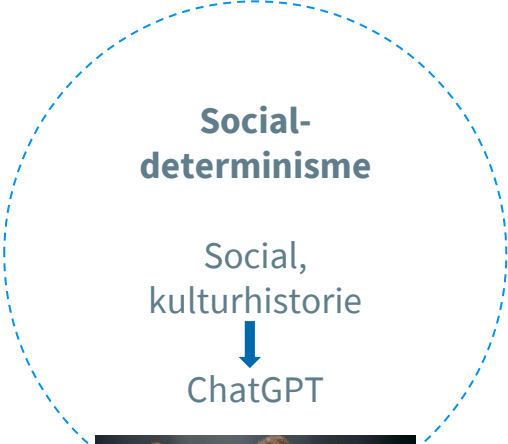 Social-
determinisme
Social,
kulturhistorie
ChatGPT